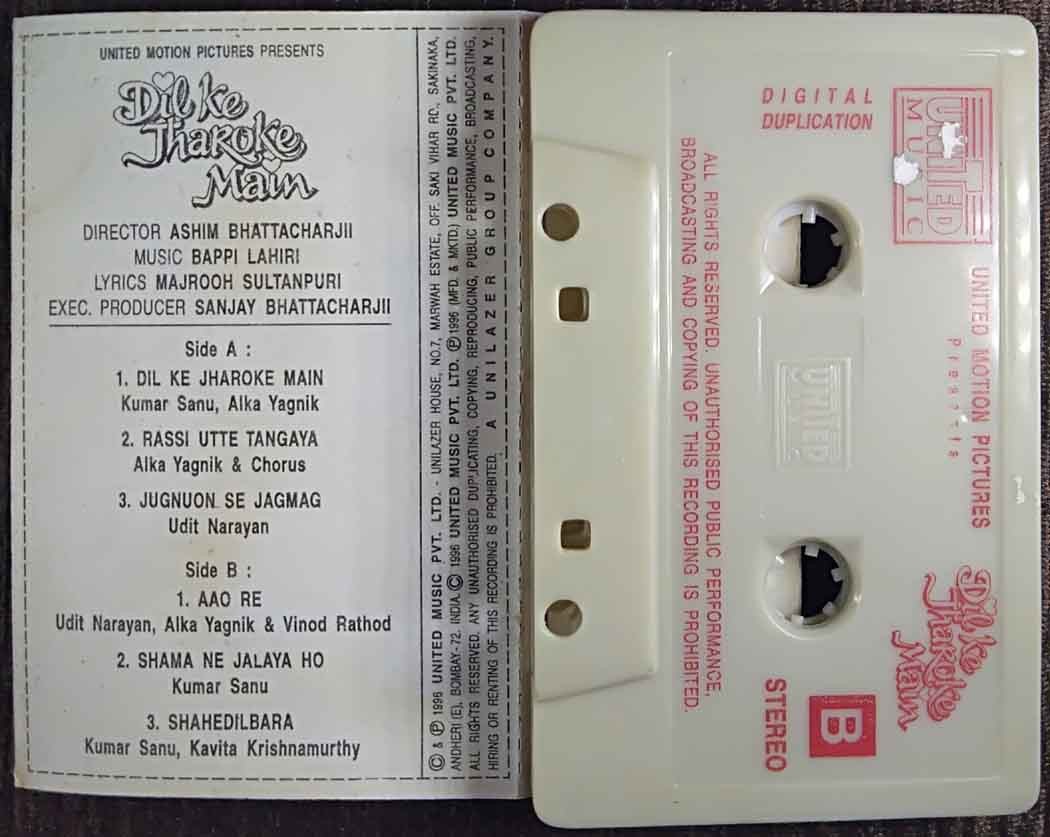 UNITED MOTION PICTURES PRESENTS
Dil Ke
Jharoke
Main
DIRECTOR ASHIM BHATTACHARJII
MUSIC BAPPI LAHIRI
LYRICS MAJROOH SULTANPURI
EXEC. PRODUCER SANJAY BHATTACHARJII
Side A :
1. DIL KE JHAROKE MAIN
Kumar Sanu, Alka Yagnik
2. RASSI UTTE TANGAYA
Alka Yagnik & Chorus
3. JUGNUON SE JAGMAG
Udit Narayan
Side B :
1. AAO RE
Udit Narayan, Alka Yagnik & Vinod Rathod
2. SHAMA NE JALAYA HO
Kumar Sanu
3. SHAHEDILBARA
Kumar Sanu, Kavita Krishnamurthy
© & ℗ 1996 UNITED MUSIC PVT. LTD. - UNILAZER HOUSE, NO.7, MARWAH ESTATE, OFF. SAKI VIHAR RD., SAKINAKA,
ANDHERI (E), BOMBAY-72. INDIA. © 1996 UNITED MUSIC PVT. LTD. ℗ 1996 (MFD. & MKTD.) UNITED MUSIC PVT. LTD.
ALL RIGHTS RESERVED. ANY UNAUTHORISED DUPLICATING, COPYING, REPRODUCING, PUBLIC PERFORMANCE, BROADCASTING,
HIRING OR RENTING OF THIS RECORDING IS PROHIBITED. A UNILAZER GROUP COMPANY.
DIGITAL
DUPLICATION
UNITED
MUSIC
ALL RIGHTS RESERVED. UNAUTHORISED PUBLIC PERFORMANCE,
BROADCASTING AND COPYING OF THIS RECORDING IS PROHIBITED.
UNITED
UNITED MOTION PICTURES
Presents
Dil Ke
Jharoke
Main
B
STEREO